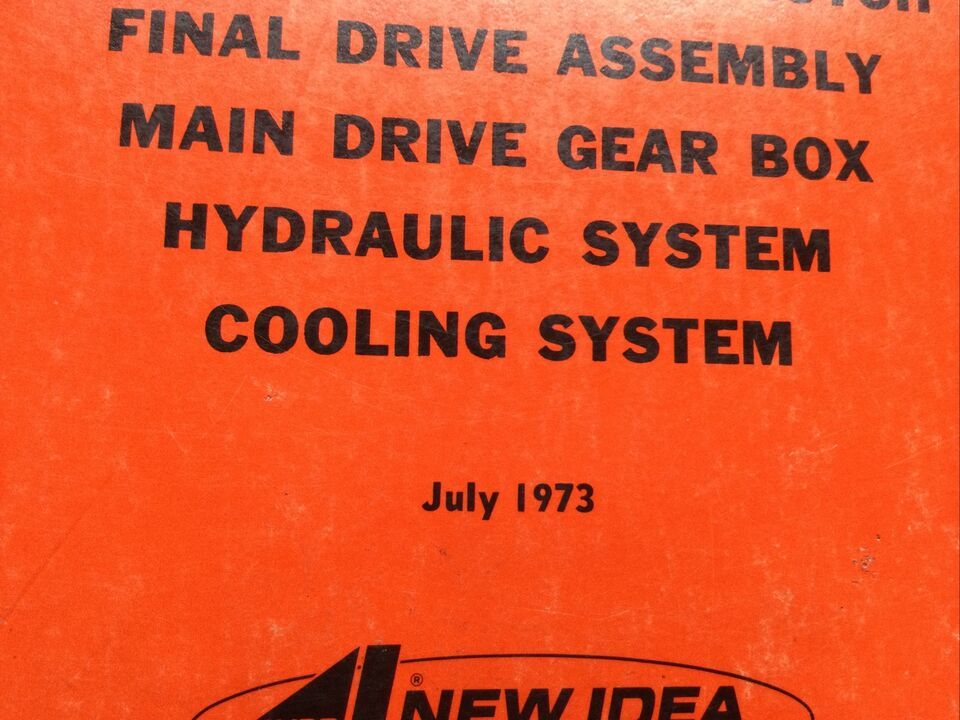 FINAL DRIVE ASSEMBLY
MAIN DRIVE GEAR BOX
HYDRAULIC SYSTEM
COOLING SYSTEM
July 1973
® NEW IDEA